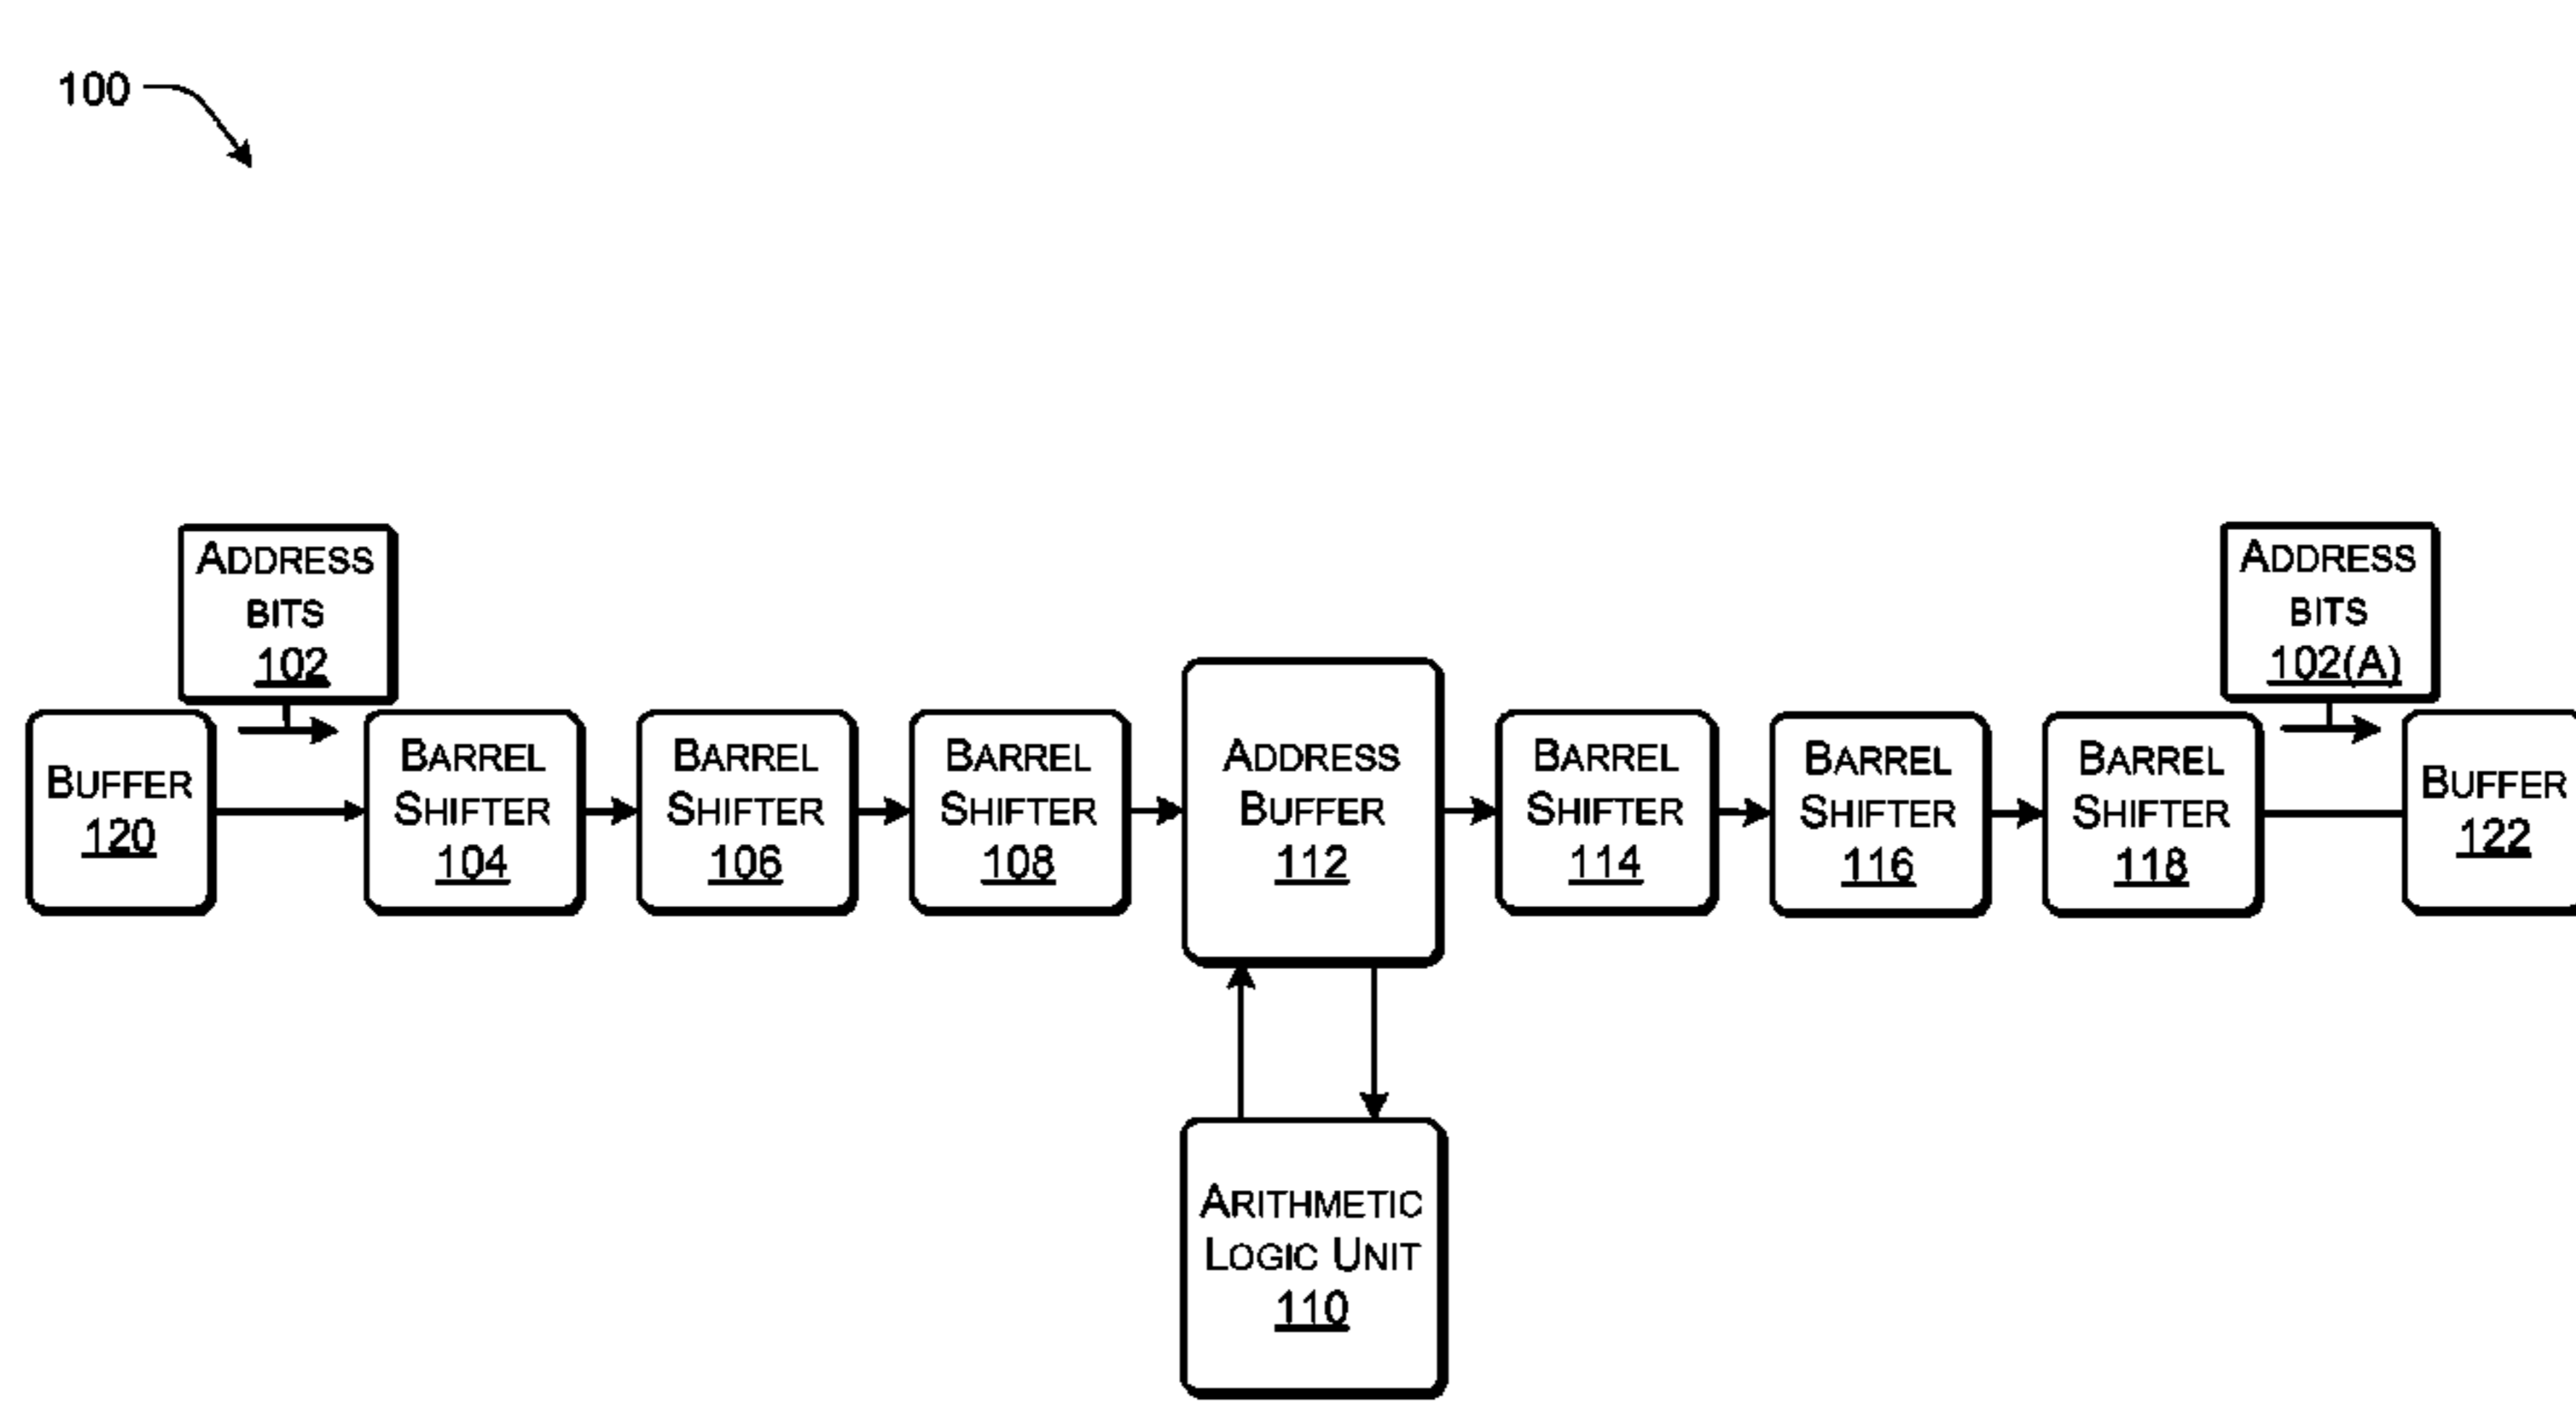 100
ADDRESS
BITS
102
ADDRESS
BITS
102(A)
BUFFER
120
BARREL
SHIFTER
104
BARREL
SHIFTER
106
BARREL
SHIFTER
108
ADDRESS
BUFFER
112
BARREL
SHIFTER
114
BARREL
SHIFTER
116
BARREL
SHIFTER
118
BUFFER
122
ARITHMETIC
LOGIC UNIT
110